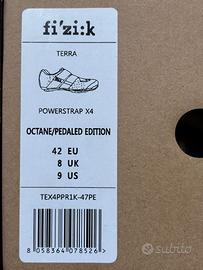 fi'zi:k
TERRA
POWERSTRAP X4
OCTANE/PEDALED EDITION
42 EU
8 UK
9 US
TEX4PPR1K-47PE
8 058364 078526 >
subito